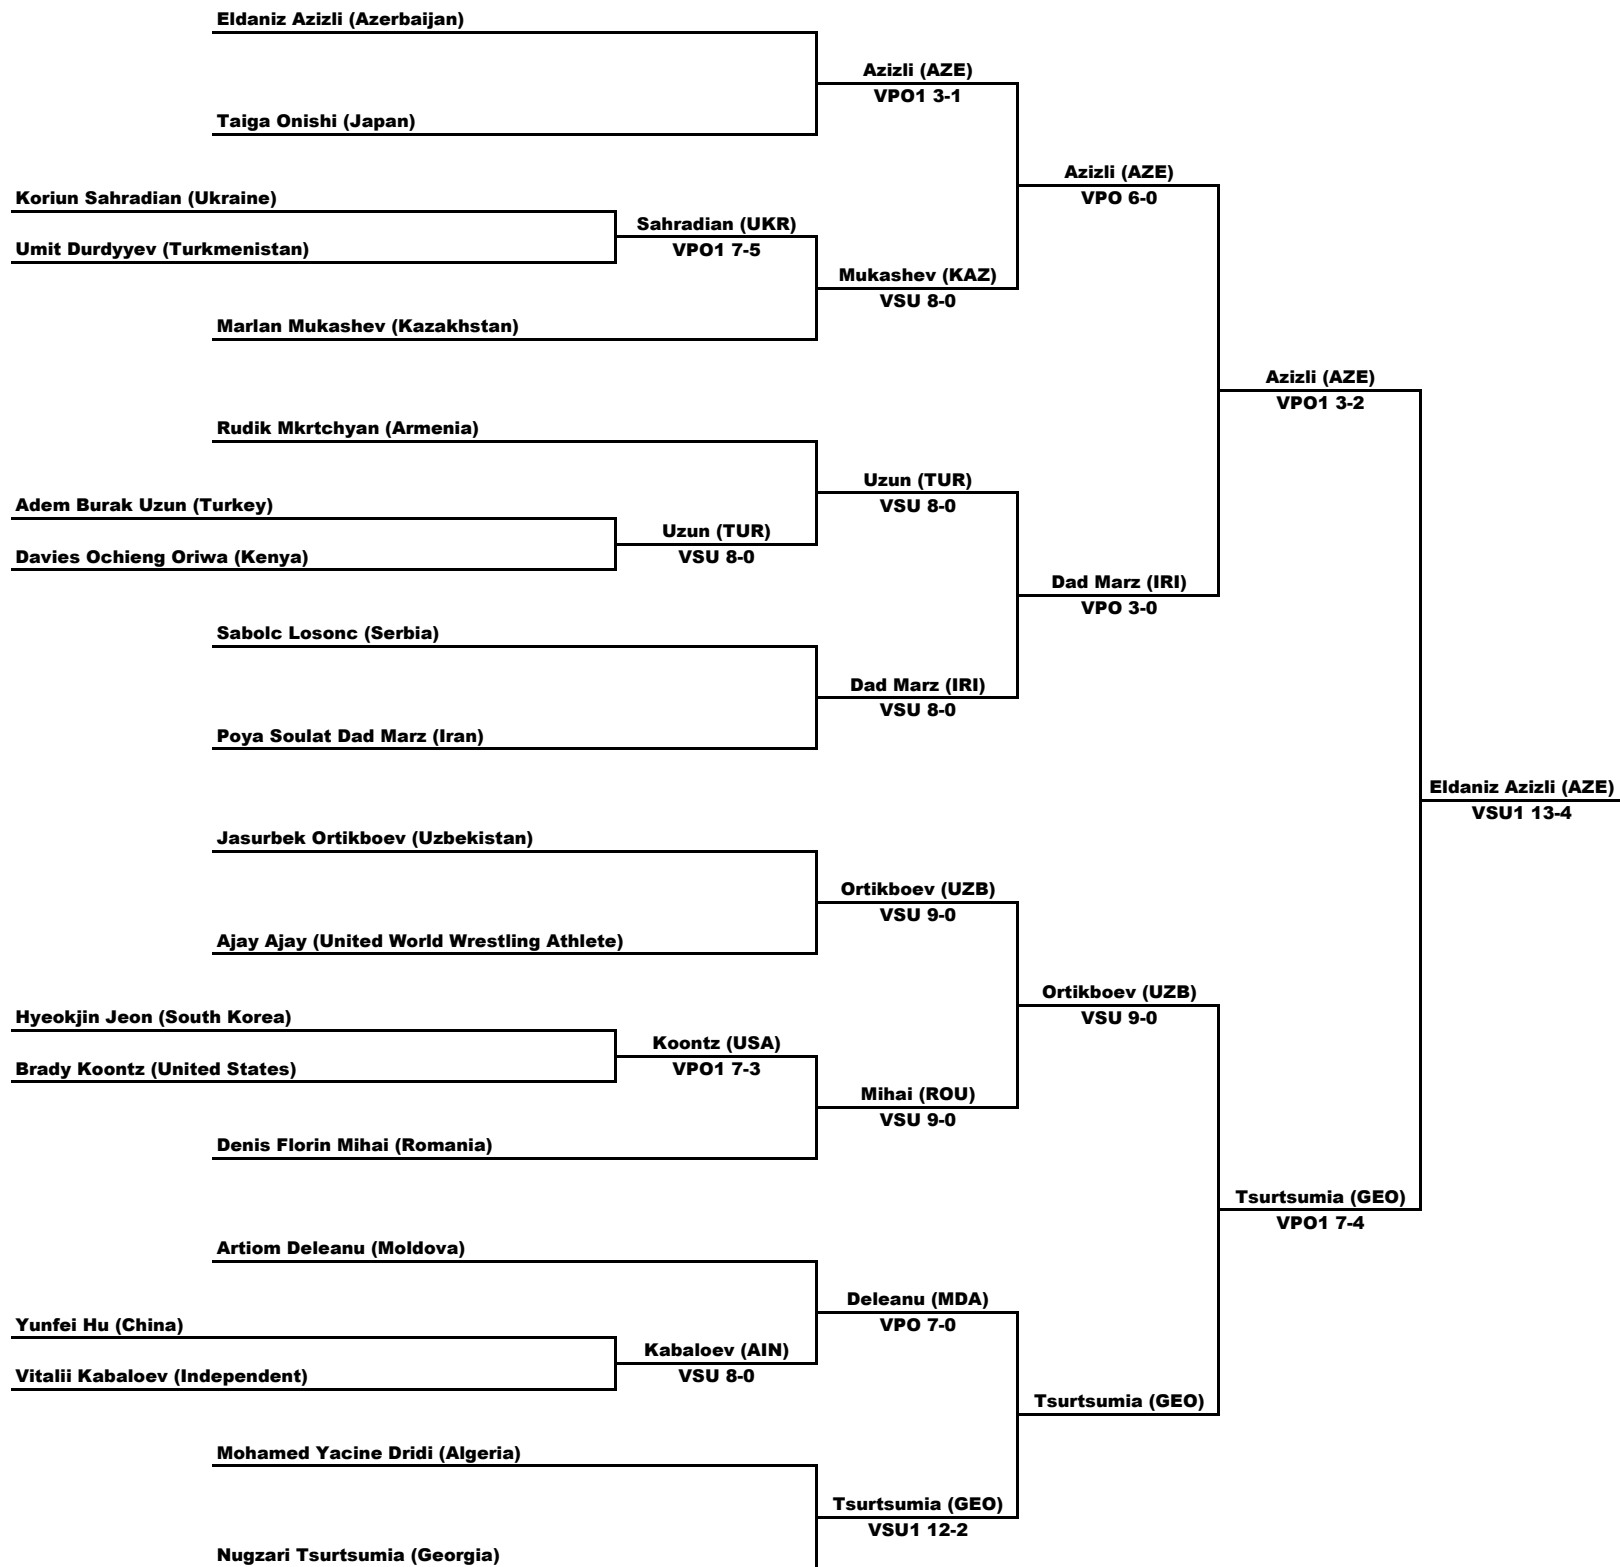 Eldaniz Azizli (Azerbaijan)
Azizli (AZE)
VPO1 3-1
Taiga Onishi (Japan)
Azizli (AZE)
VPO 6-0
Koriun Sahradian (Ukraine)
Sahradian (UKR)
VPO1 7-5
Umit Durdyyev (Turkmenistan)
Mukashev (KAZ)
VSU 8-0
Marlan Mukashev (Kazakhstan)
Azizli (AZE)
VPO1 3-2
Rudik Mkrtchyan (Armenia)
Uzun (TUR)
VSU 8-0
Adem Burak Uzun (Turkey)
Uzun (TUR)
VSU 8-0
Davies Ochieng Oriwa (Kenya)
Dad Marz (IRI)
VPO 3-0
Sabolc Losonc (Serbia)
Dad Marz (IRI)
VSU 8-0
Poya Soulat Dad Marz (Iran)
Eldaniz Azizli (AZE)
VSU1 13-4
Jasurbek Ortikboev (Uzbekistan)
Ortikboev (UZB)
VSU 9-0
Ajay Ajay (United World Wrestling Athlete)
Ortikboev (UZB)
VSU 9-0
Hyeokjin Jeon (South Korea)
Koontz (USA)
VPO1 7-3
Brady Koontz (United States)
Mihai (ROU)
VSU 9-0
Denis Florin Mihai (Romania)
Tsurtsumia (GEO)
VPO1 7-4
Artiom Deleanu (Moldova)
Deleanu (MDA)
VPO 7-0
Yunfei Hu (China)
Kabaloev (AIN)
VSU 8-0
Vitalii Kabaloev (Independent)
Tsurtsumia (GEO)
Mohamed Yacine Dridi (Algeria)
Tsurtsumia (GEO)
VSU1 12-2
Nugzari Tsurtsumia (Georgia)